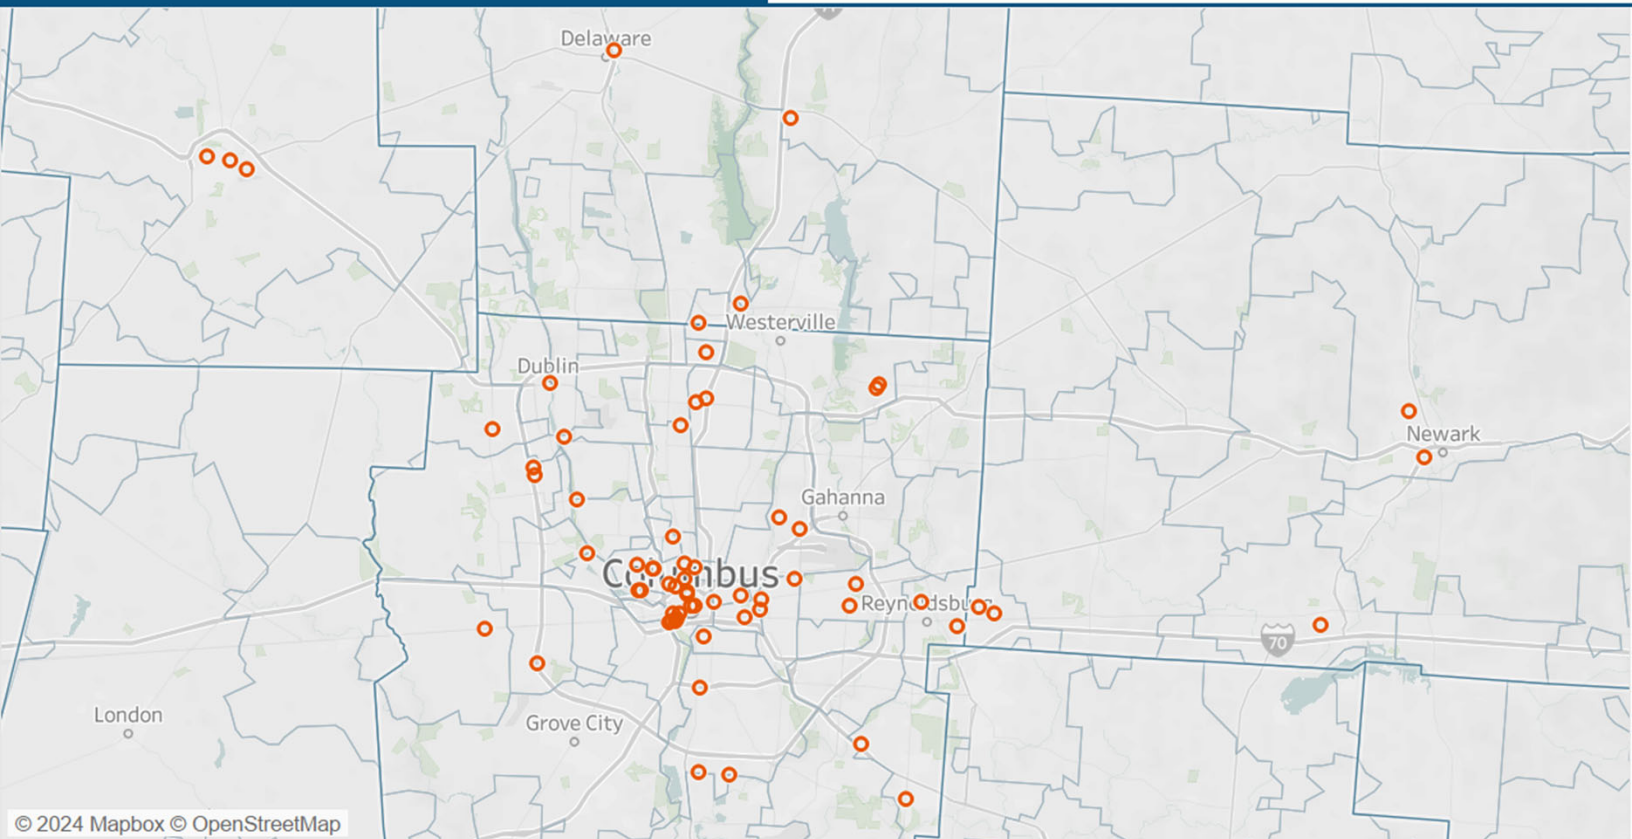 Delaware
Westerville
Dublin
Newark
Gahanna
Columbus
Reynoldsburg
70
London
Grove City
© 2024 Mapbox © OpenStreetMap